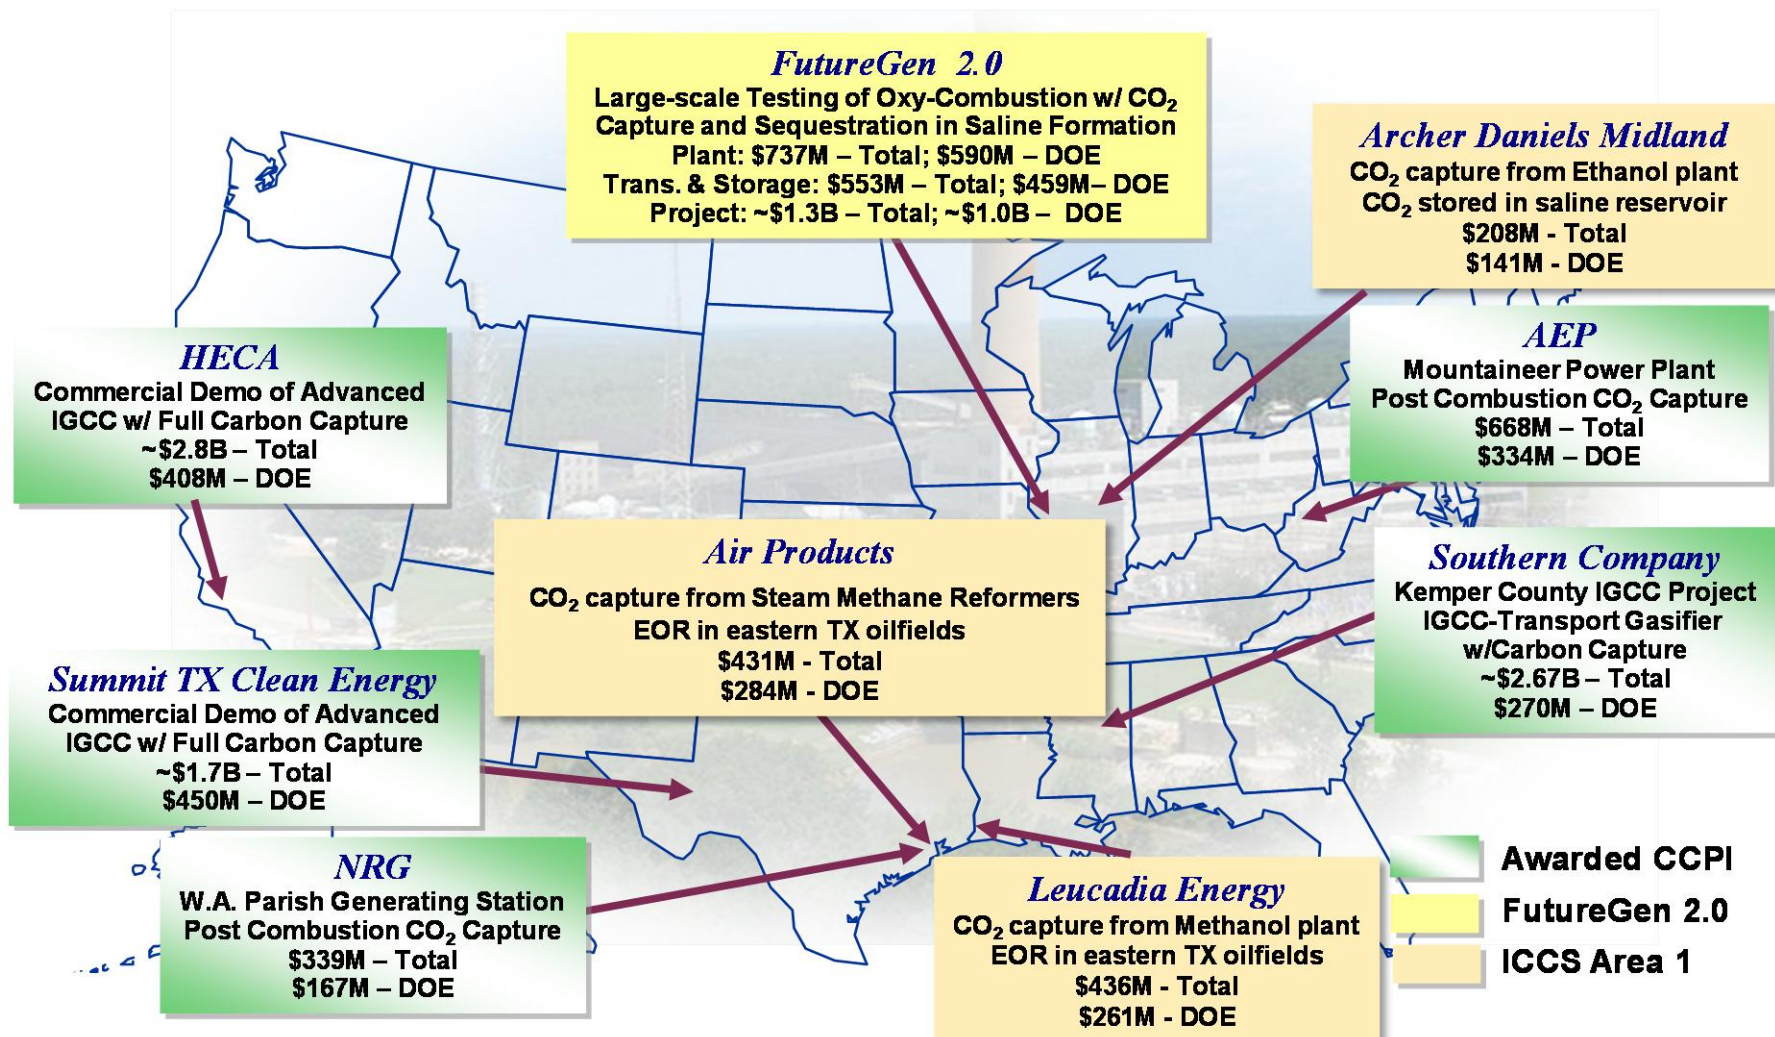 FutureGen 2.0
Large-scale Testing of Oxy-Combustion w/ CO₂
Capture and Sequestration in Saline Formation
Plant: $737M – Total; $590M – DOE
Trans. & Storage: $553M – Total; $459M– DOE
Project: ~$1.3B – Total; ~$1.0B – DOE
Archer Daniels Midland
CO₂ capture from Ethanol plant
CO₂ stored in saline reservoir
$208M - Total
$141M - DOE
HECA
Commercial Demo of Advanced
IGCC w/ Full Carbon Capture
~$2.8B – Total
$408M – DOE
AEP
Mountaineer Power Plant
Post Combustion CO₂ Capture
$668M – Total
$334M – DOE
Air Products
CO₂ capture from Steam Methane Reformers
EOR in eastern TX oilfields
$431M - Total
$284M - DOE
Southern Company
Kemper County IGCC Project
IGCC-Transport Gasifier
w/Carbon Capture
~$2.67B – Total
$270M – DOE
Summit TX Clean Energy
Commercial Demo of Advanced
IGCC w/ Full Carbon Capture
~$1.7B – Total
$450M – DOE
NRG
W.A. Parish Generating Station
Post Combustion CO₂ Capture
$339M – Total
$167M – DOE
Leucadia Energy
CO₂ capture from Methanol plant
EOR in eastern TX oilfields
$436M - Total
$261M - DOE
Awarded CCPI
FutureGen 2.0
ICCS Area 1